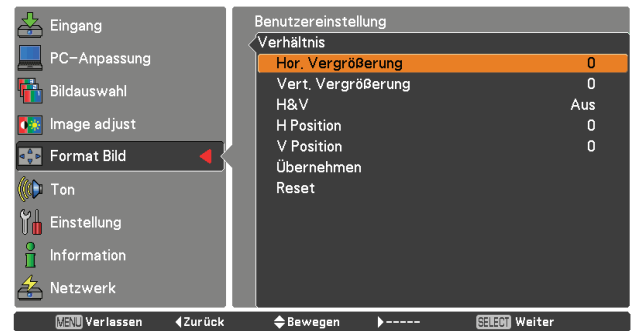 Eingang
PC-Anpassung
Bildauswahl
Image adjust
Format Bild
Ton
Einstellung
Information
Netzwerk
Benutzereinstellung
Verhältnis
Hor. Vergrößerung 0
Vert. Vergrößerung 0
H&V Aus
H Position 0
V Position 0
Übernehmen
Reset
MENU Verlassen ◀Zurück ◆Bewegen ▶----- SELECT Weiter